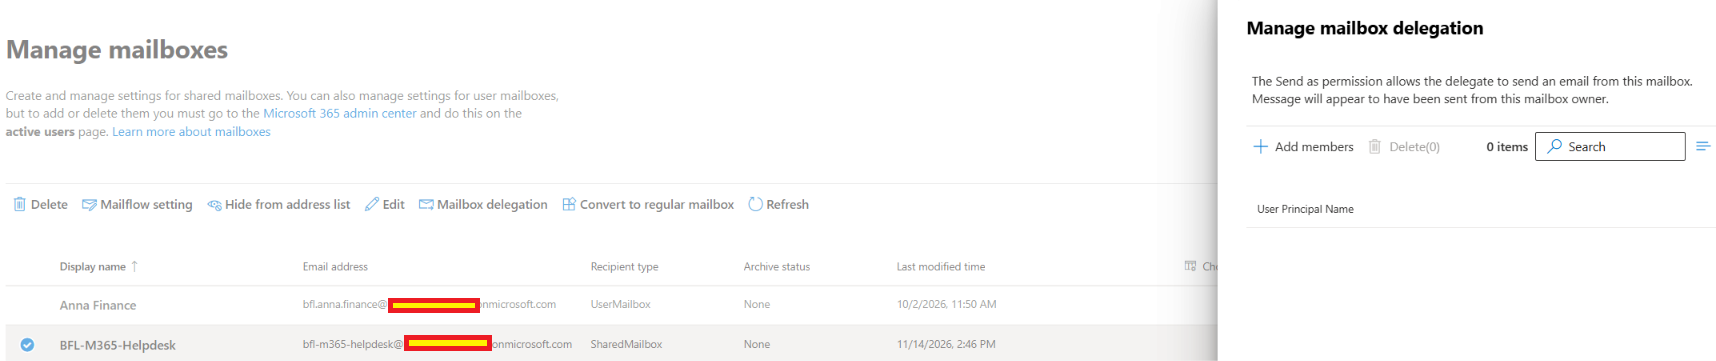 Manage mailboxes
Create and manage settings for shared mailboxes. You can also manage settings for user mailboxes,
but to add or delete them you must go to the Microsoft 365 admin center and do this on the
active users page. Learn more about mailboxes
Delete Mailflow setting Hide from address list Edit Mailbox delegation Convert to regular mailbox Refresh
Display name ↑ Email address Recipient type Archive status Last modified time
Anna Finance bfl.anna.finance@ onmicrosoft.com UserMailbox None 10/2/2026, 11:50 AM
BFL-M365-Helpdesk bfl-m365-helpdesk@ onmicrosoft.com SharedMailbox None 11/14/2026, 2:46 PM
Manage mailbox delegation
The Send as permission allows the delegate to send an email from this mailbox.
Message will appear to have been sent from this mailbox owner.
Add members Delete(0) 0 items Search
User Principal Name